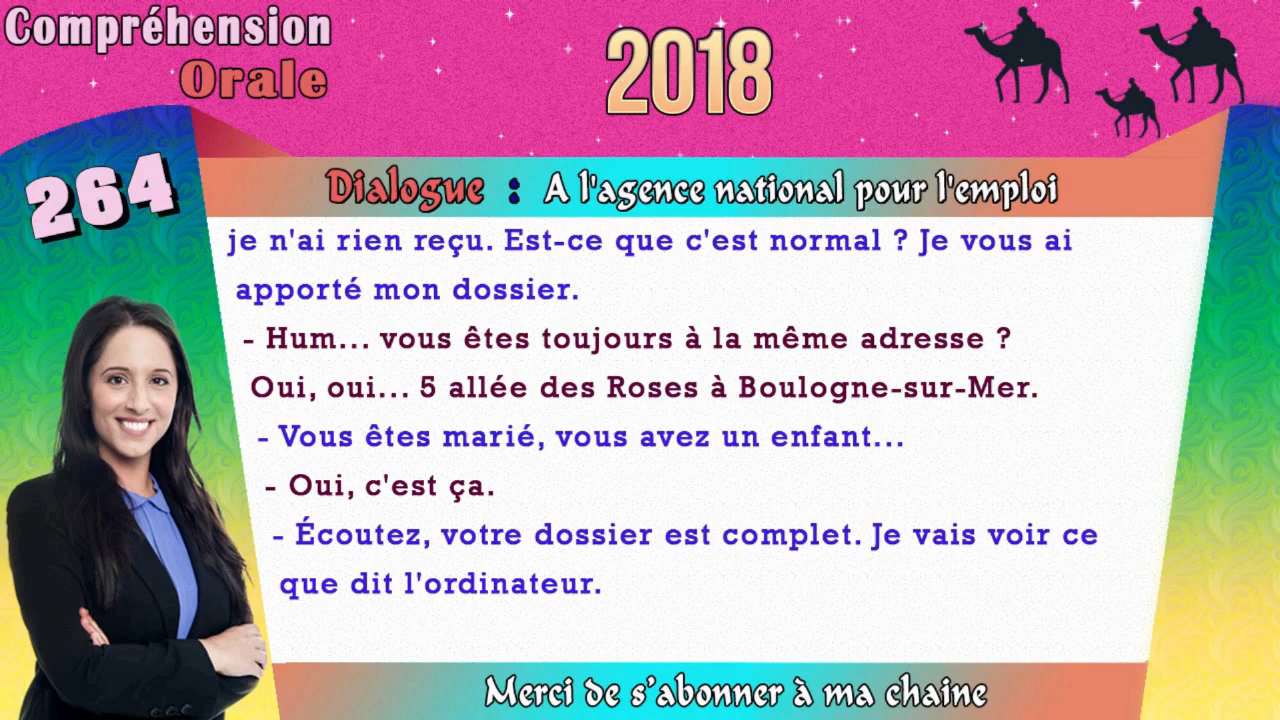 Compréhension
Orale
2018
264
Dialogue : A l'agence national pour l'emploi
je n'ai rien reçu. Est-ce que c'est normal ? Je vous ai
apporté mon dossier.
- Hum... vous êtes toujours à la même adresse ?
Oui, oui... 5 allée des Roses à Boulogne-sur-Mer.
- Vous êtes marié, vous avez un enfant...
- Oui, c'est ça.
- Écoutez, votre dossier est complet. Je vais voir ce
que dit l'ordinateur.
Merci de s'abonner à ma chaine